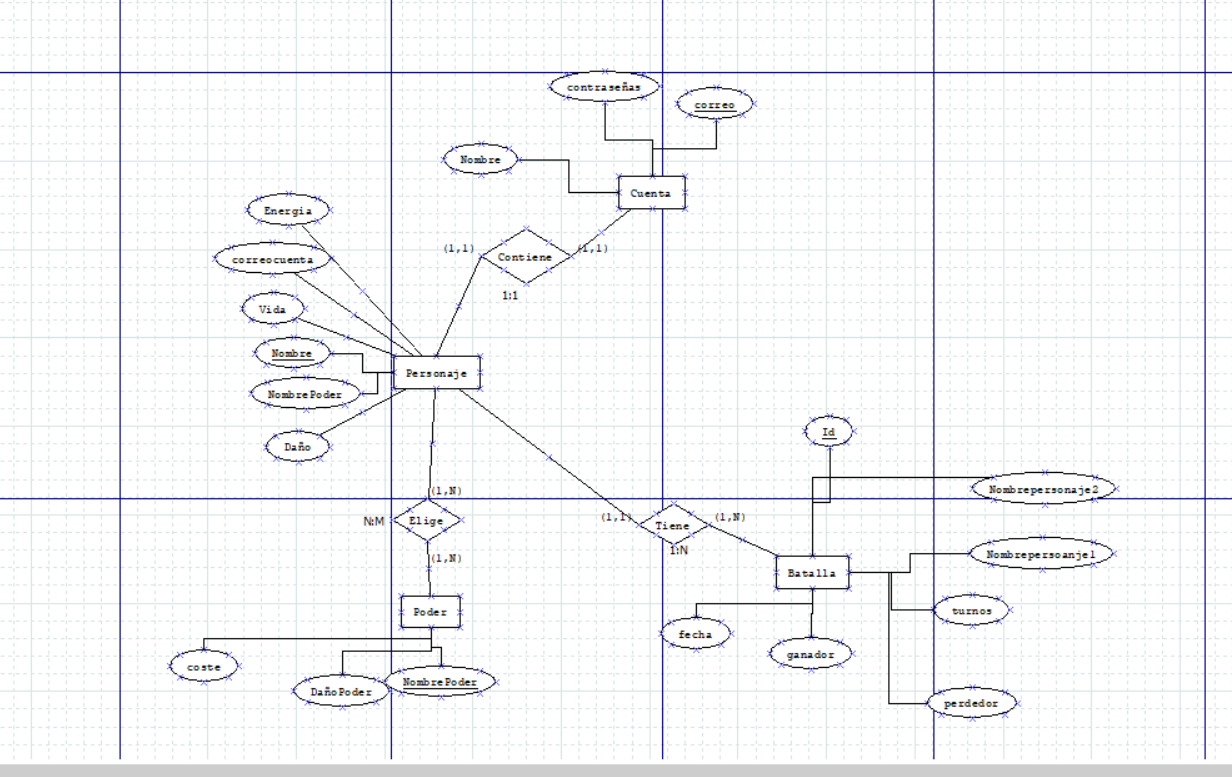 contraseñas
correo
Nombre
Cuenta
Energia
correocuenta
(1,1)
(1,1)
Contiene
1:1
Vida
Nombre
Personaje
NombrePoder
Daño
Id
(1,N)
Nombrepersonaje2
N:M
Elige
(1,1)
Tiene
(1,N)
1:N
(1,N)
Nombrepersoanje1
Batalla
Poder
turnos
fecha
ganador
coste
DañoPoder
NombrePoder
perdedor